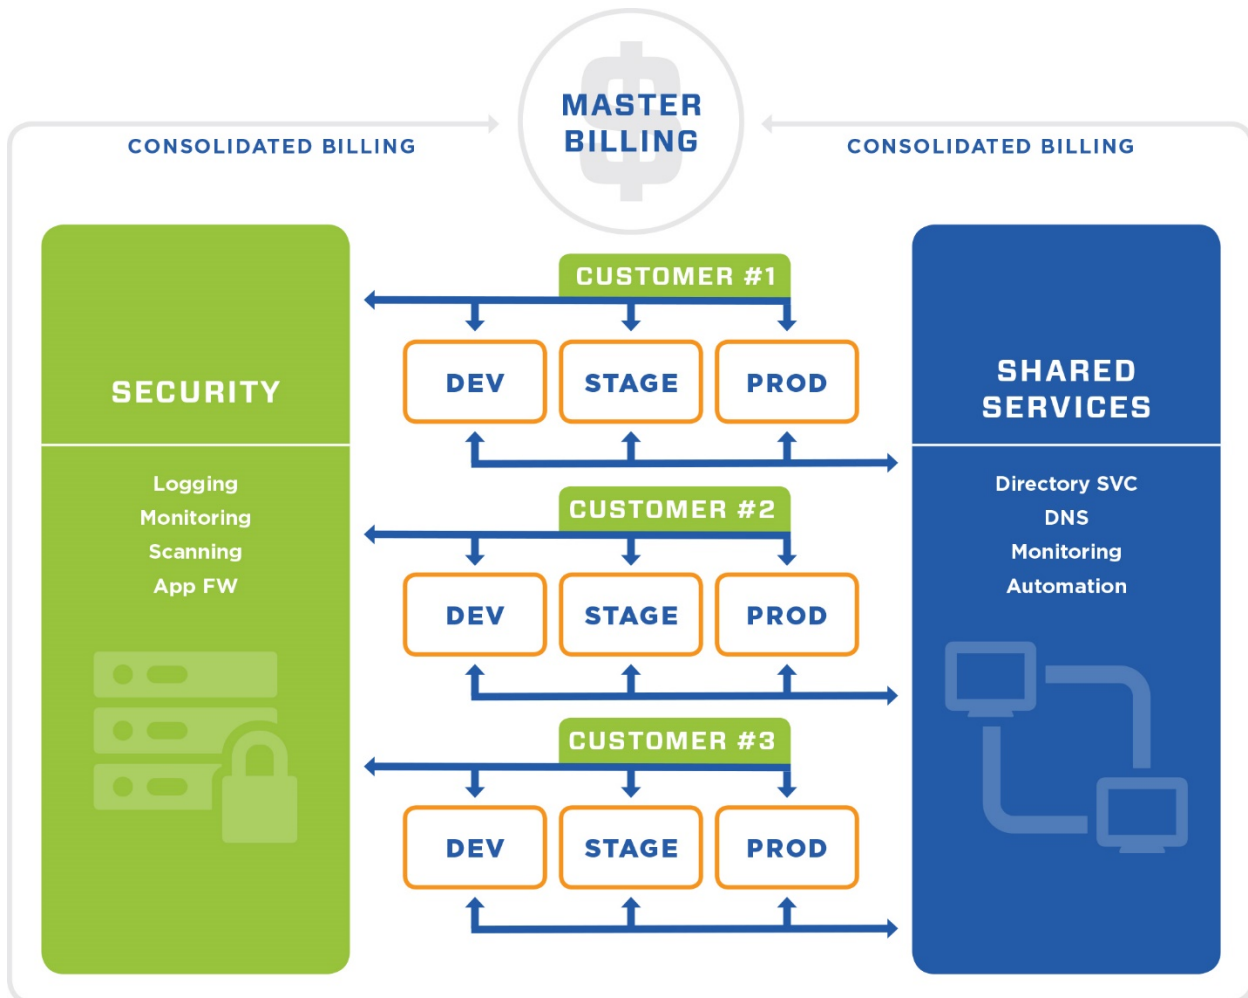 MASTER
BILLING
CONSOLIDATED BILLING
CONSOLIDATED BILLING
SECURITY
Logging
Monitoring
Scanning
App FW
CUSTOMER #1
DEV
STAGE
PROD
CUSTOMER #2
DEV
STAGE
PROD
CUSTOMER #3
DEV
STAGE
PROD
SHARED
SERVICES
Directory SVC
DNS
Monitoring
Automation